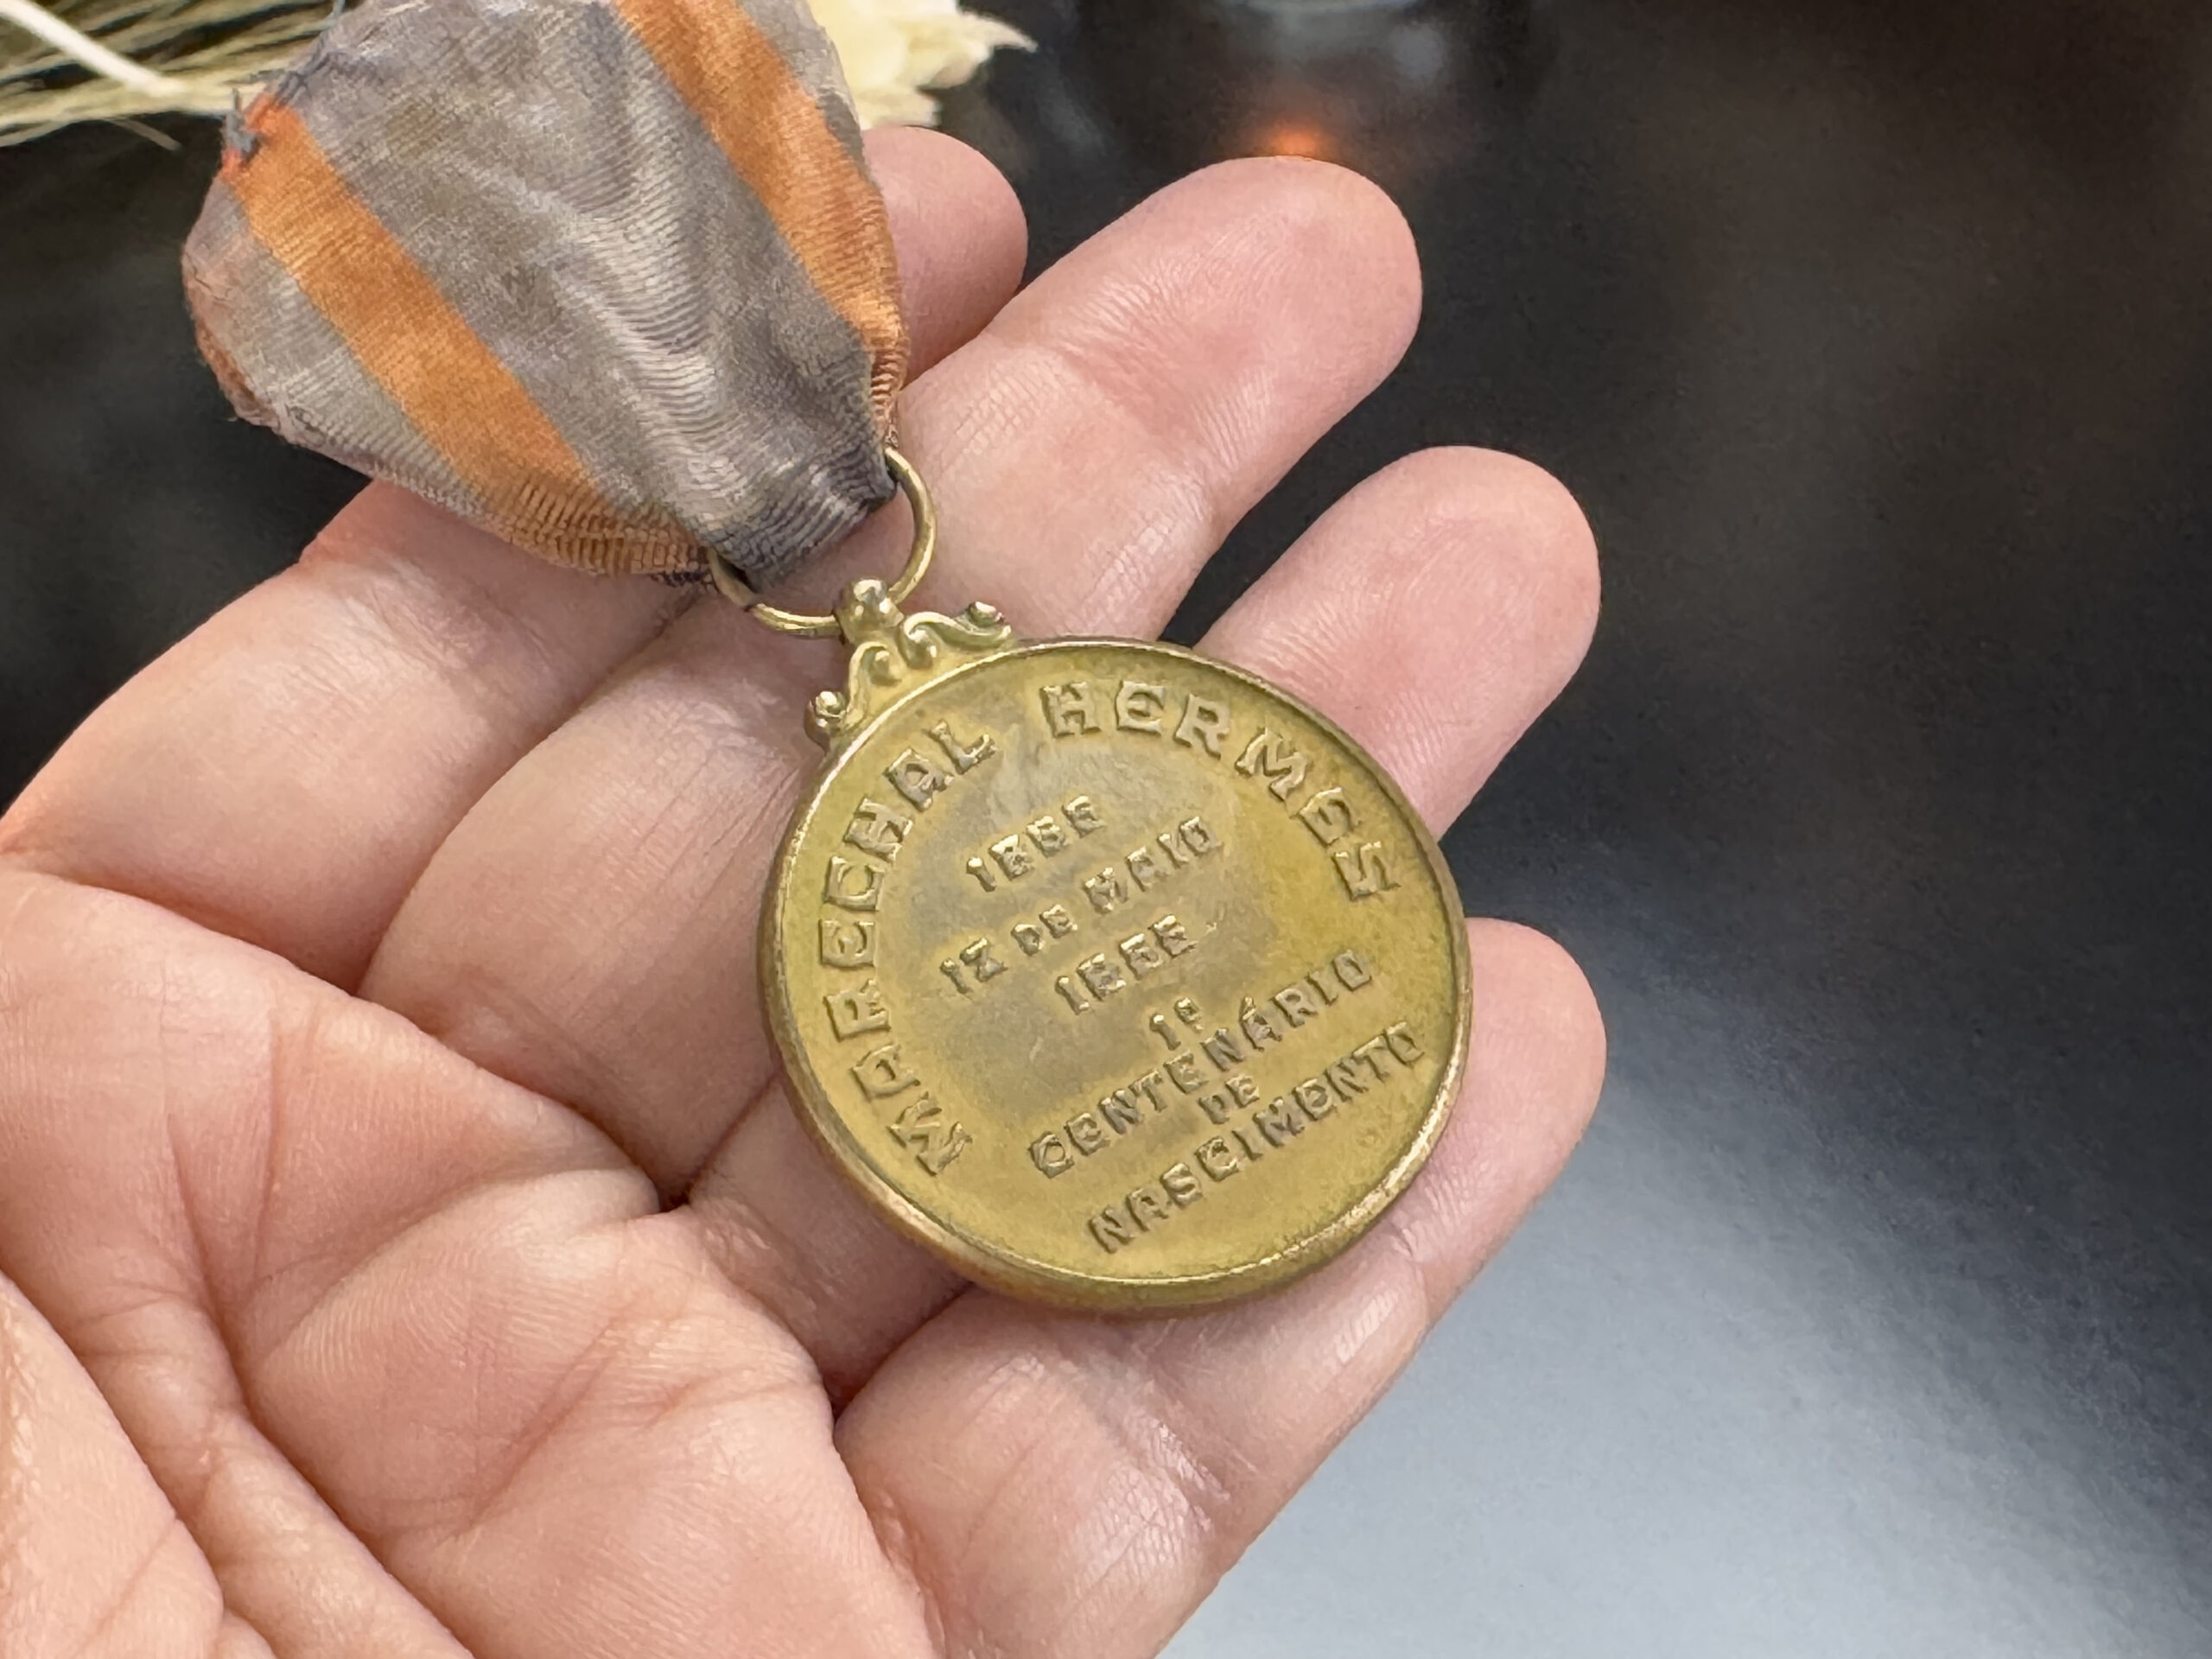 MARECHAL HERMES
1855
12 DE MAIO
1955
1º
CENTENÁRIO
DE
NASCIMENTO